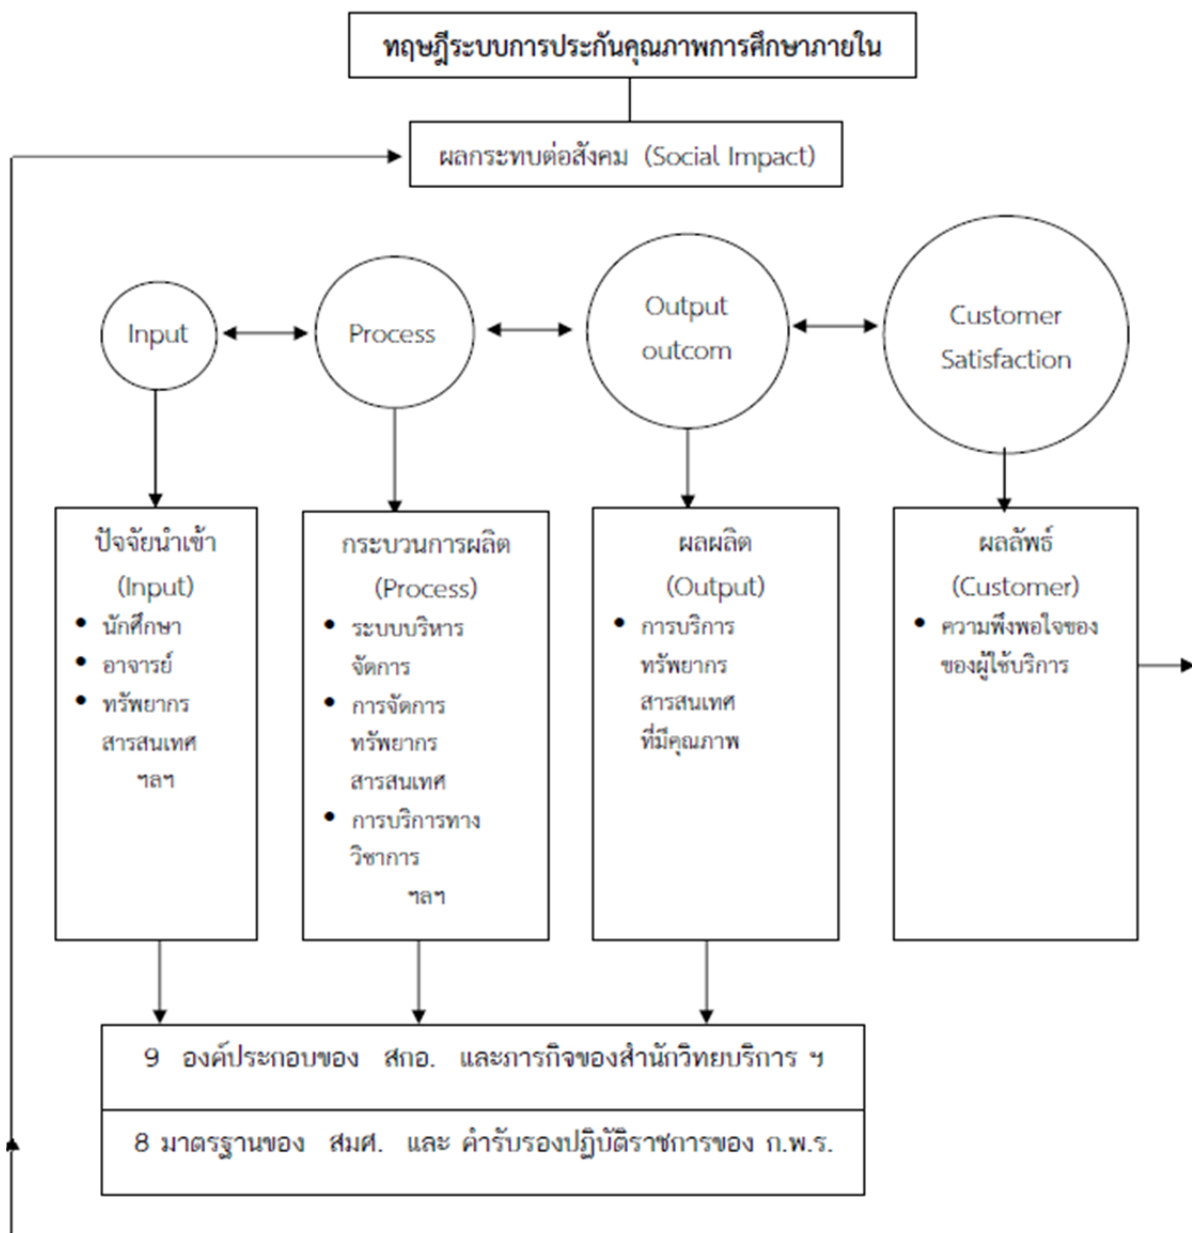 ทฤษฎีระบบการประกันคุณภาพการศึกษาภายใน
ผลกระทบต่อสังคม (Social Impact)
Input
Process
Output
outcom
Customer
Satisfaction
ปัจจัยนำเข้า
(Input)
• นักศึกษา
• อาจารย์
• ทรัพยากร
สารสนเทศ
ฯลฯ
กระบวนการผลิต
(Process)
• ระบบบริหาร
จัดการ
• การจัดการ
ทรัพยากร
สารสนเทศ
• การบริการทาง
วิชาการ
ฯลฯ
ผลผลิต
(Output)
• การบริการ
ทรัพยากร
สารสนเทศ
ที่มีคุณภาพ
ผลลัพธ์
(Customer)
• ความพึงพอใจของ
ของผู้ใช้บริการ
9 องค์ประกอบของ สกอ. และภารกิจของสำนักวิทยบริการ ฯ
8 มาตรฐานของ สมศ. และ คำรับรองปฏิบัติราชการของ ก.พ.ร.